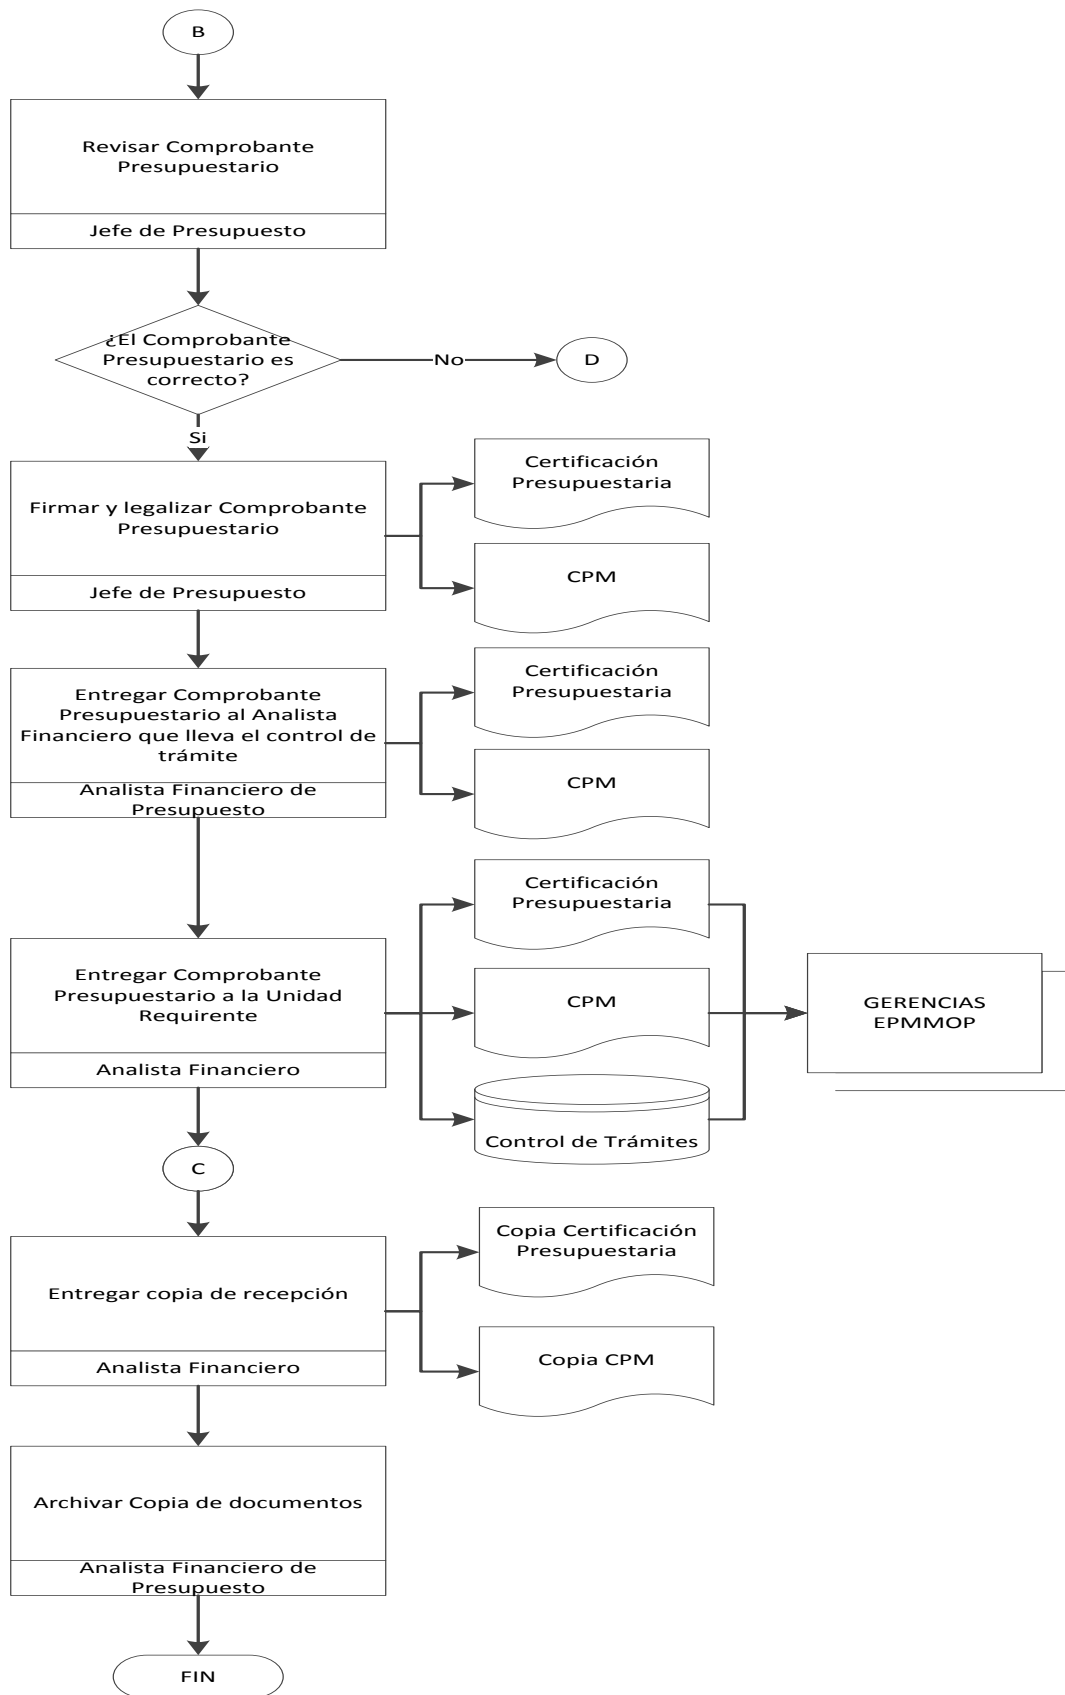 B
Revisar Comprobante
Presupuestario
Jefe de Presupuesto
¿El Comprobante
Presupuestario es
correcto?
No
D
Si
Firmar y legalizar Comprobante
Presupuestario
Jefe de Presupuesto
Certificación
Presupuestaria
CPM
Entregar Comprobante
Presupuestario al Analista
Financiero que lleva el control de
trámite
Analista Financiero de
Presupuesto
Certificación
Presupuestaria
CPM
Entregar Comprobante
Presupuestario a la Unidad
Requirente
Analista Financiero
Certificación
Presupuestaria
CPM
Control de Trámites
GERENCIAS
EPMMOP
C
Entregar copia de recepción
Analista Financiero
Copia Certificación
Presupuestaria
Copia CPM
Archivar Copia de documentos
Analista Financiero de
Presupuesto
FIN